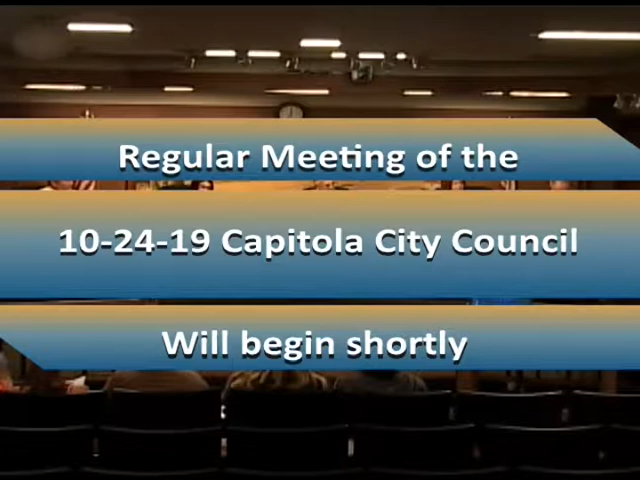 Regular Meeting of the
10-24-19 Capitola City Council
Will begin shortly